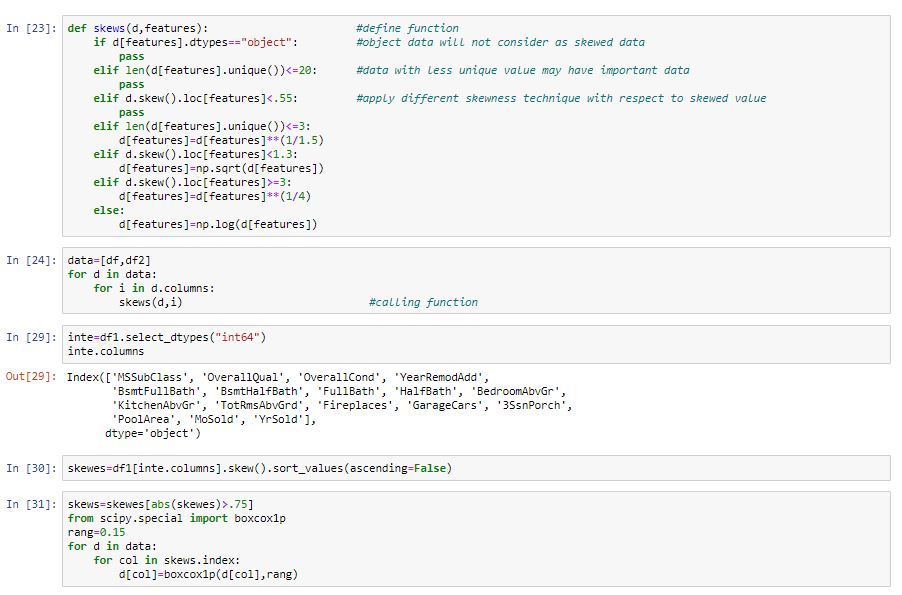 In [23]: def skews(d,features): #define function
if d[features].dtypes=="object": #object data will not consider as skewed data
pass
elif len(d[features].unique())<=20: #data with less unique value may have important data
pass
elif d.skew().loc[features]<.55: #apply different skewness technique with respect to skewed value
pass
elif len(d[features].unique())<=3:
d[features]=d[features]**(1/1.5)
elif d.skew().loc[features]<1.3:
d[features]=np.sqrt(d[features])
elif d.skew().loc[features]>=3:
d[features]=d[features]**(1/4)
else:
d[features]=np.log(d[features])
In [24]: data=[df,df2]
for d in data:
for i in d.columns:
skews(d,i) #calling function
In [29]: inte=df1.select_dtypes("int64")
inte.columns
Out[29]: Index(['MSSubClass', 'OverallQual', 'OverallCond', 'YearRemodAdd',
'BsmtFullBath', 'BsmtHalfBath', 'FullBath', 'HalfBath', 'BedroomAbvGr',
'KitchenAbvGr', 'TotRmsAbvGrd', 'Fireplaces', 'GarageCars', '3SsnPorch',
'PoolArea', 'MoSold', 'YrSold'],
dtype='object')
In [30]: skewes=df1[inte.columns].skew().sort_values(ascending=False)
In [31]: skews=skewes[abs(skewes)>.75]
from scipy.special import boxcox1p
rang=0.15
for d in data:
for col in skews.index:
d[col]=boxcox1p(d[col],rang)